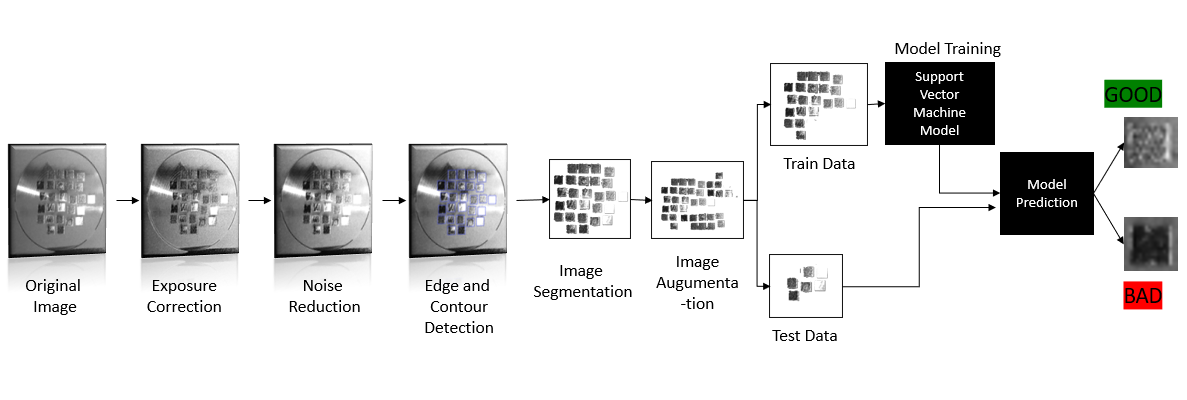 Original
Image
Exposure
Correction
Noise
Reduction
Edge and
Contour
Detection
Image
Segmentation
Image
Augumenta
-tion
Train Data
Test Data
Model Training
Support
Vector
Machine
Model
Model
Prediction
GOOD
BAD